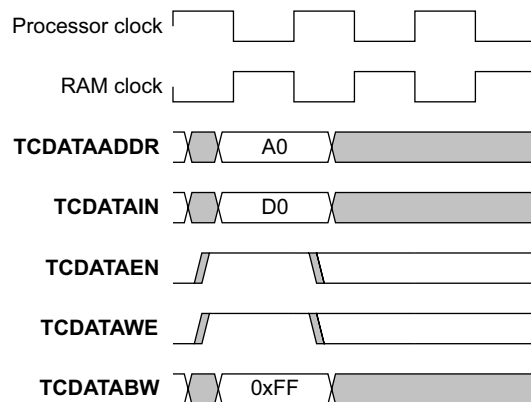 Processor clock
RAM clock
TCDATAADDR A0
TCDATAIN D0
TCDATAEN
TCDATAWE
TCDATABW 0xFF